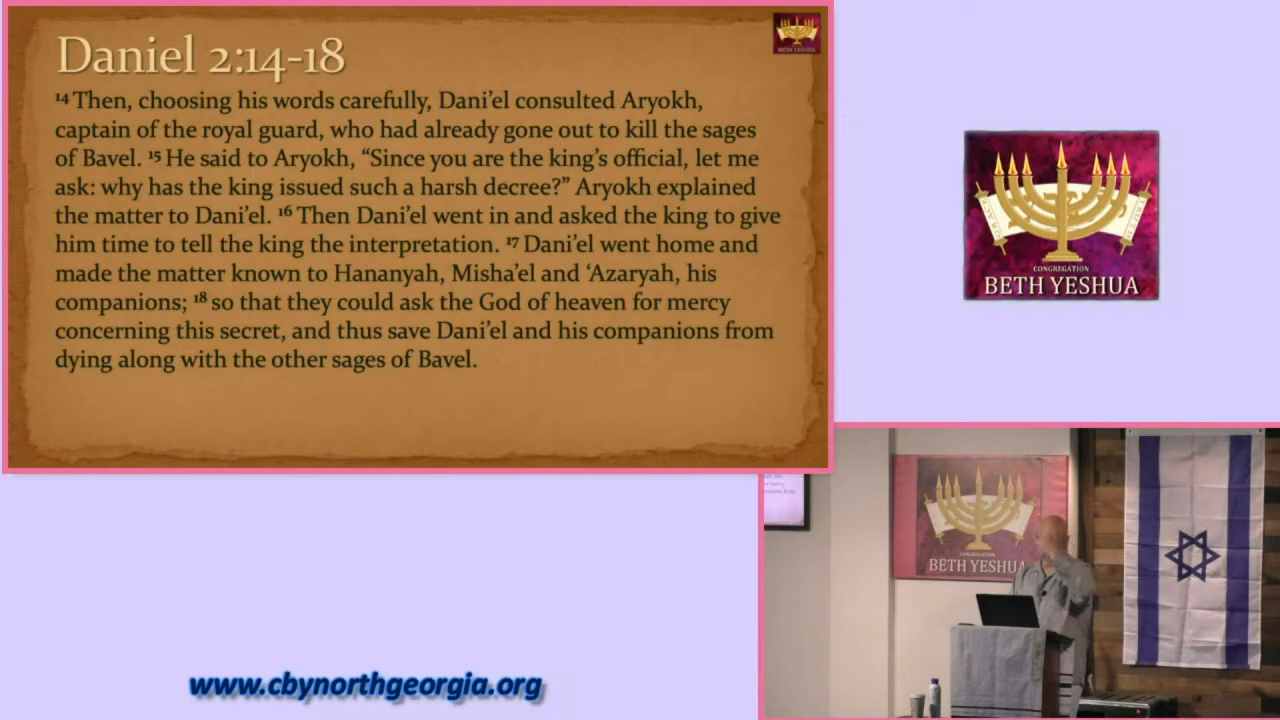 Daniel 2:14-18
BETH YESHUA
14 Then, choosing his words carefully, Dani’el consulted Aryokh,
captain of the royal guard, who had already gone out to kill the sages
of Bavel. 15 He said to Aryokh, “Since you are the king’s official, let me
ask: why has the king issued such a harsh decree?” Aryokh explained
the matter to Dani’el. 16 Then Dani’el went in and asked the king to give
him time to tell the king the interpretation. 17 Dani’el went home and
made the matter known to Hananyah, Misha’el and ‘Azaryah, his
companions; 18 so that they could ask the God of heaven for mercy
concerning this secret, and thus save Dani’el and his companions from
dying along with the other sages of Bavel.
GRACE
TRUTH
CONGREGATION
BETH YESHUA
CONGREGATION
BETH YESHUA
www.cbynorthgeorgia.org